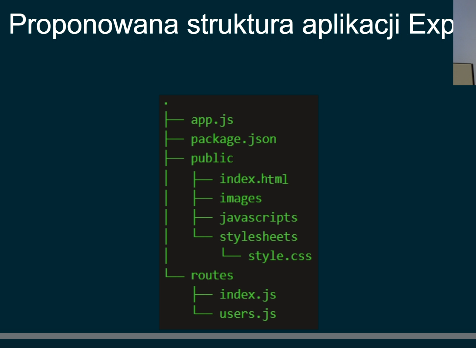 Proponowana struktura aplikacji Exp
.
├── app.js
├── package.json
├── public
│   ├── index.html
│   ├── images
│   ├── javascripts
│   └── stylesheets
│       └── style.css
└── routes
    ├── index.js
    └── users.js